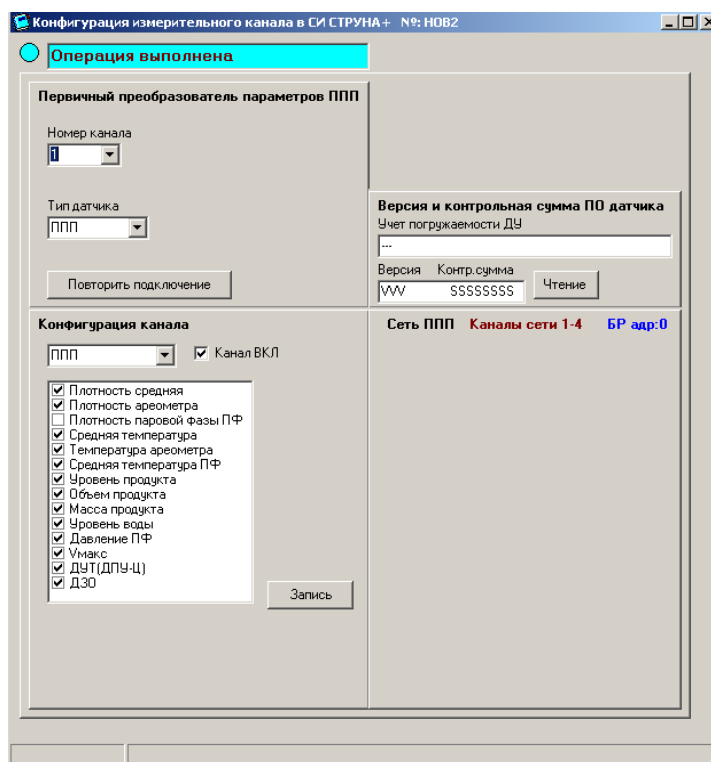 Конфигурация измерительного канала в СИ СТРУНА+ №: НОВ2
Операция выполнена
Первичный преобразователь параметров ППП
Номер канала
1
Тип датчика
ППП
Повторить подключение
Версия и контрольная сумма ПО датчика
Учет погружаемости ДУ
---
Версия Контр.сумма
VVV SSSSSSSS
Чтение
Конфигурация канала
ППП
Канал ВКЛ
Плотность средняя
Плотность ареометра
Плотность паровой фазы ПФ
Средняя температура
Температура ареометра
Средняя температура ПФ
Уровень продукта
Объем продукта
Масса продукта
Уровень воды
Давление ПФ
Vмакс
ДУТ(ДПУ-Ц)
ДЗО
Запись
Сеть ППП Каналы сети 1-4 БР адр:0